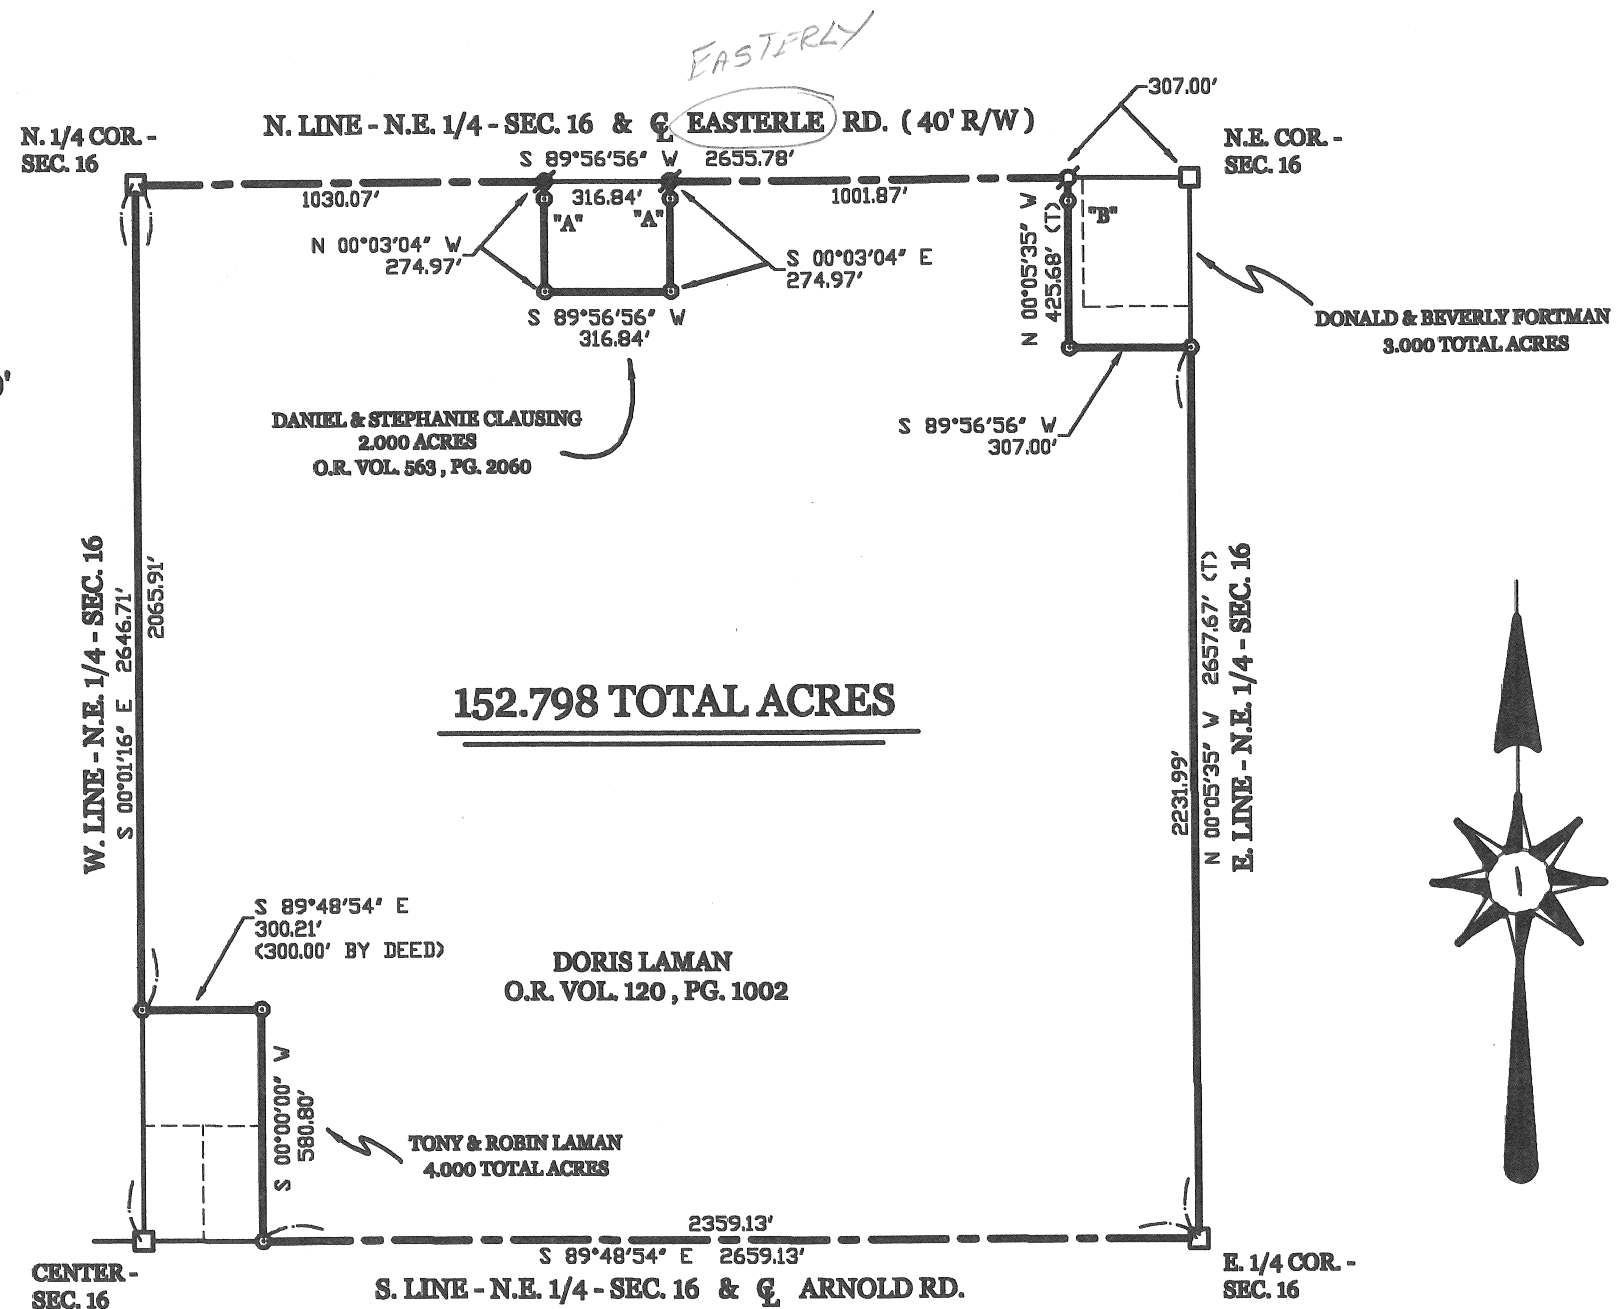 EASTERLY
307.00'
N. LINE - N.E. 1/4 - SEC. 16 & ℄ EASTERLE RD. ( 40' R/W )
N. 1/4 COR. -
SEC. 16
N.E. COR. -
SEC. 16
S 89°56'56" W 2655.78'
1030.07'
316.84'
1001.87'
"A"
"A"
"B"
N 00°03'04" W
274.97'
S 00°03'04" E
274.97'
N 00°05'35" W
425.68' (T)
S 89°56'56" W
316.84'
DONALD & BEVERLY FORTMAN
3.000 TOTAL ACRES
DANIEL & STEPHANIE CLAUSING
2.000 ACRES
O.R. VOL. 563 , PG. 2060
S 89°56'56" W
307.00'
W. LINE - N.E. 1/4 - SEC. 16
S 00°01'16" E 2646.71'
2065.91'
152.798 TOTAL ACRES
2231.99'
N 00°05'35" W 2657.67' (T)
E. LINE - N.E. 1/4 - SEC. 16
S 89°48'54" E
300.21'
(300.00' BY DEED)
DORIS LAMAN
O.R. VOL. 120 , PG. 1002
S 00°00'00" W
580.80'
TONY & ROBIN LAMAN
4.000 TOTAL ACRES
2359.13'
S 89°48'54" E 2659.13'
S. LINE - N.E. 1/4 - SEC. 16 & ℄ ARNOLD RD.
CENTER -
SEC. 16
E. 1/4 COR. -
SEC. 16